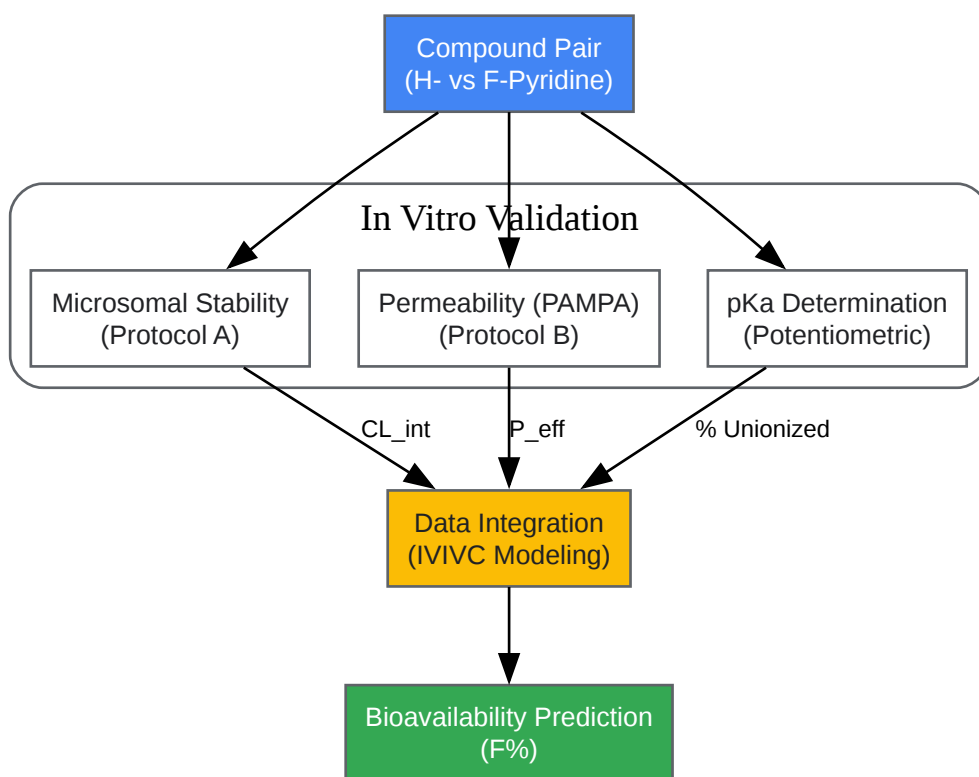 Compound Pair
(H- vs F-Pyridine)
In Vitro Validation
Microsomal Stability
(Protocol A)
Permeability (PAMPA)
(Protocol B)
pKa Determination
(Potentiometric)
CL_int
P_eff
% Unionized
Data Integration
(IVIVC Modeling)
Bioavailability Prediction
(F%)